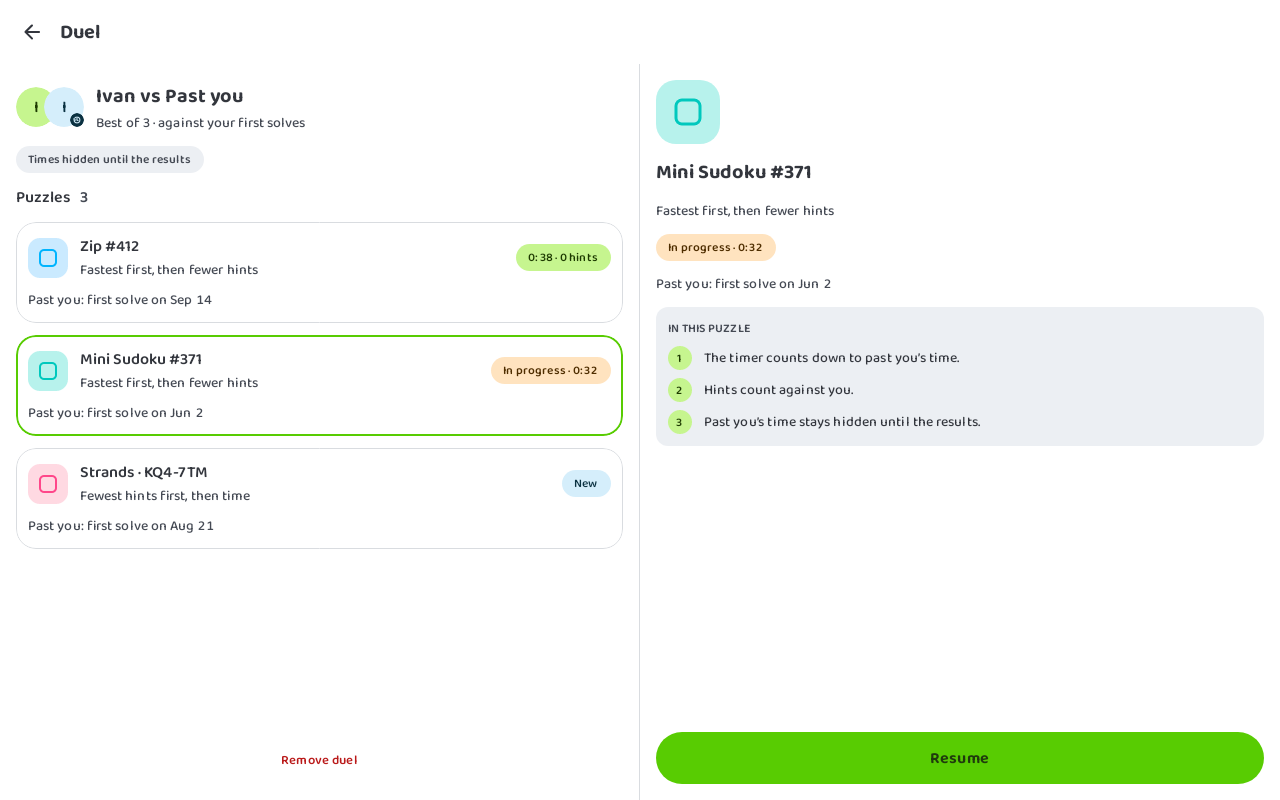 Duel
I
I
Ivan vs Past you
Best of 3 · against your first solves
Times hidden until the results
Puzzles 3
Zip #412
Fastest first, then fewer hints
0:38 · 0 hints
Past you: first solve on Sep 14
Mini Sudoku #371
Fastest first, then fewer hints
In progress · 0:32
Past you: first solve on Jun 2
Strands · KQ4-7TM
Fewest hints first, then time
New
Past you: first solve on Aug 21
Remove duel
Mini Sudoku #371
Fastest first, then fewer hints
In progress · 0:32
Past you: first solve on Jun 2
IN THIS PUZZLE
1 The timer counts down to past you's time.
2 Hints count against you.
3 Past you's time stays hidden until the results.
Resume